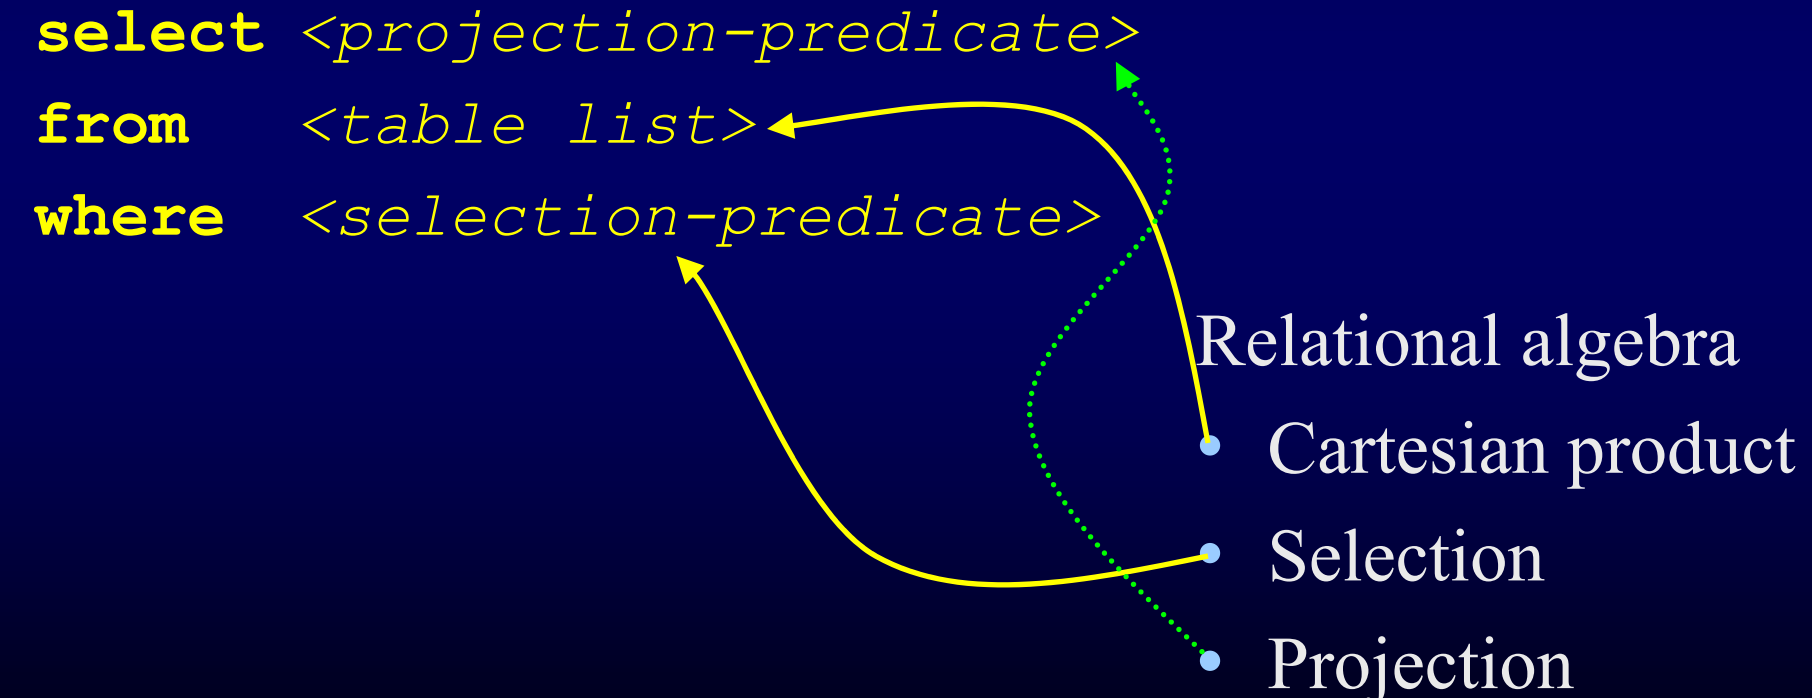 select <projection-predicate>
from <table list>
where <selection-predicate>
Relational algebra
• Cartesian product
• Selection
• Projection